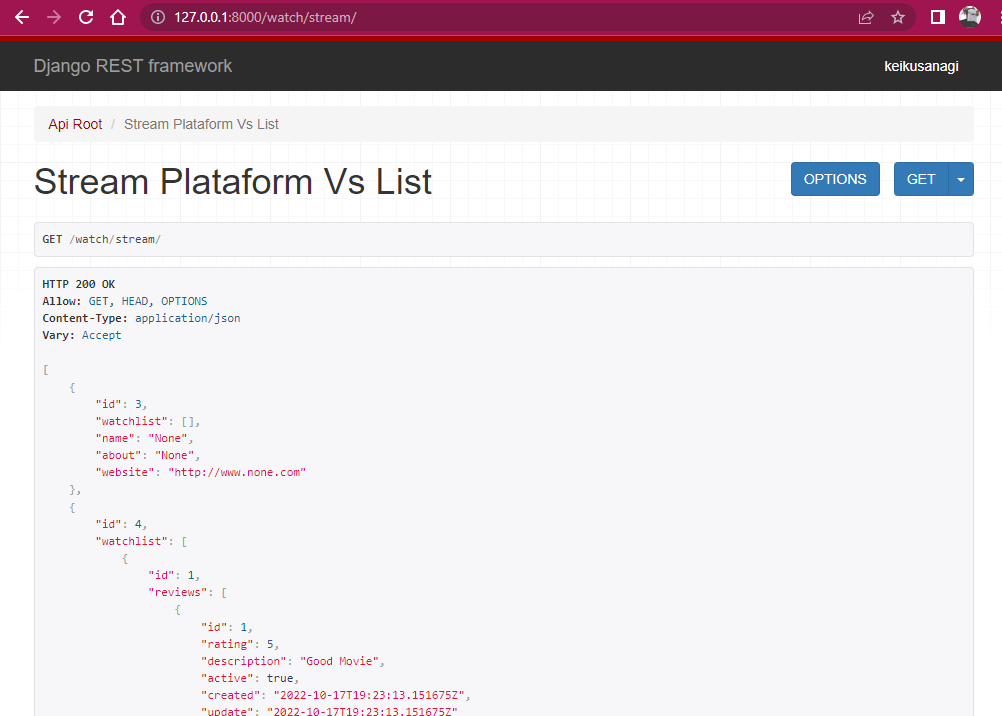 127.0.0.1:8000/watch/stream/
Django REST framework
keikusanagi
Api Root / Stream Plataform Vs List
Stream Plataform Vs List
OPTIONS
GET
GET /watch/stream/
HTTP 200 OK
Allow: GET, HEAD, OPTIONS
Content-Type: application/json
Vary: Accept
[
{
"id": 3,
"watchlist": [],
"name": "None",
"about": "None",
"website": "http://www.none.com"
},
{
"id": 4,
"watchlist": [
{
"id": 1,
"reviews": [
{
"id": 1,
"rating": 5,
"description": "Good Movie",
"active": true,
"created": "2022-10-17T19:23:13.151675Z",
"update": "2022-10-17T19:23:13.151675Z"